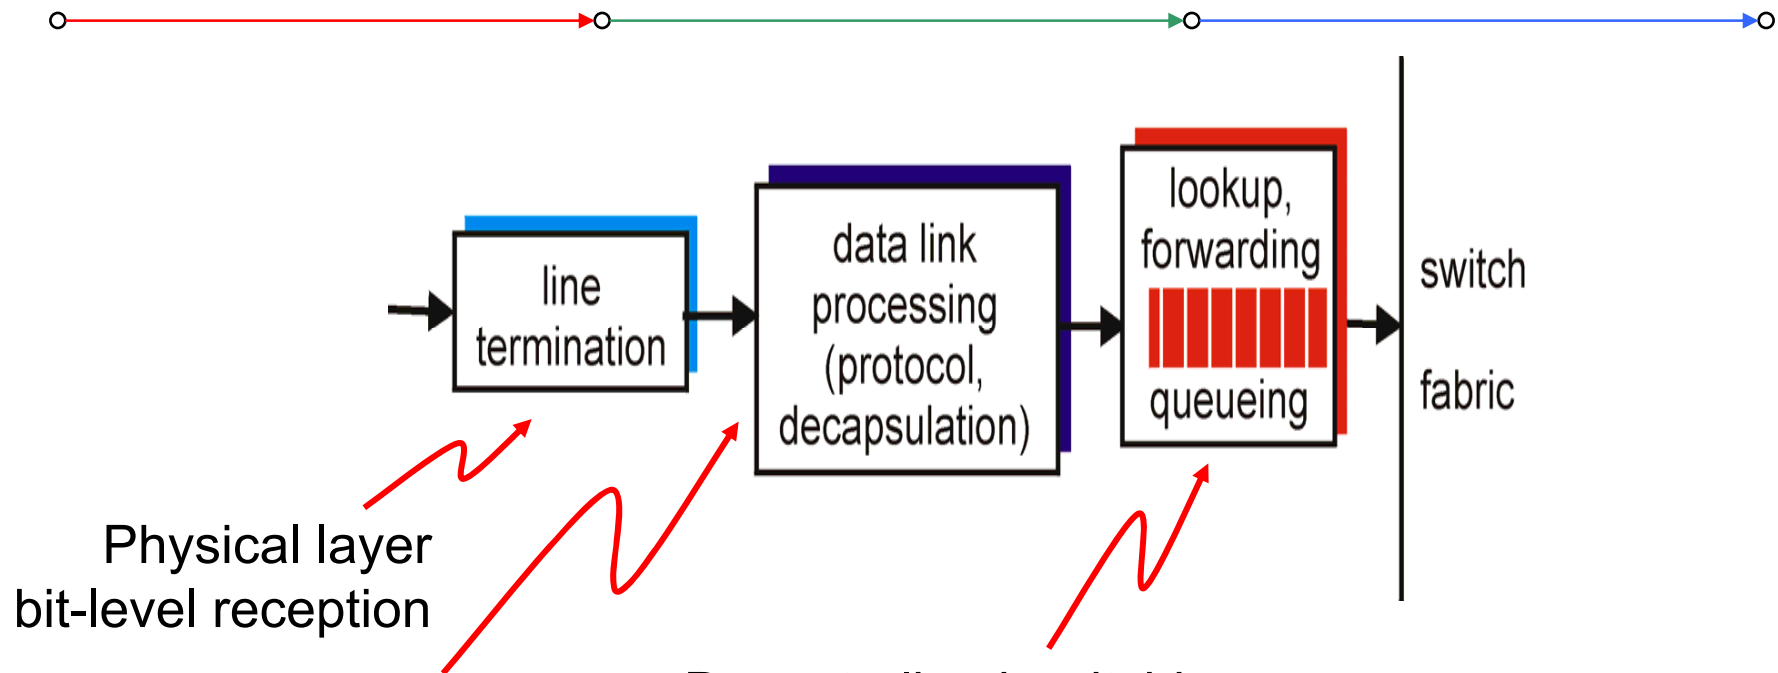 line
termination
data link
processing
(protocol,
decapsulation)
lookup,
forwarding
queueing
switch
fabric
Physical layer
bit-level reception